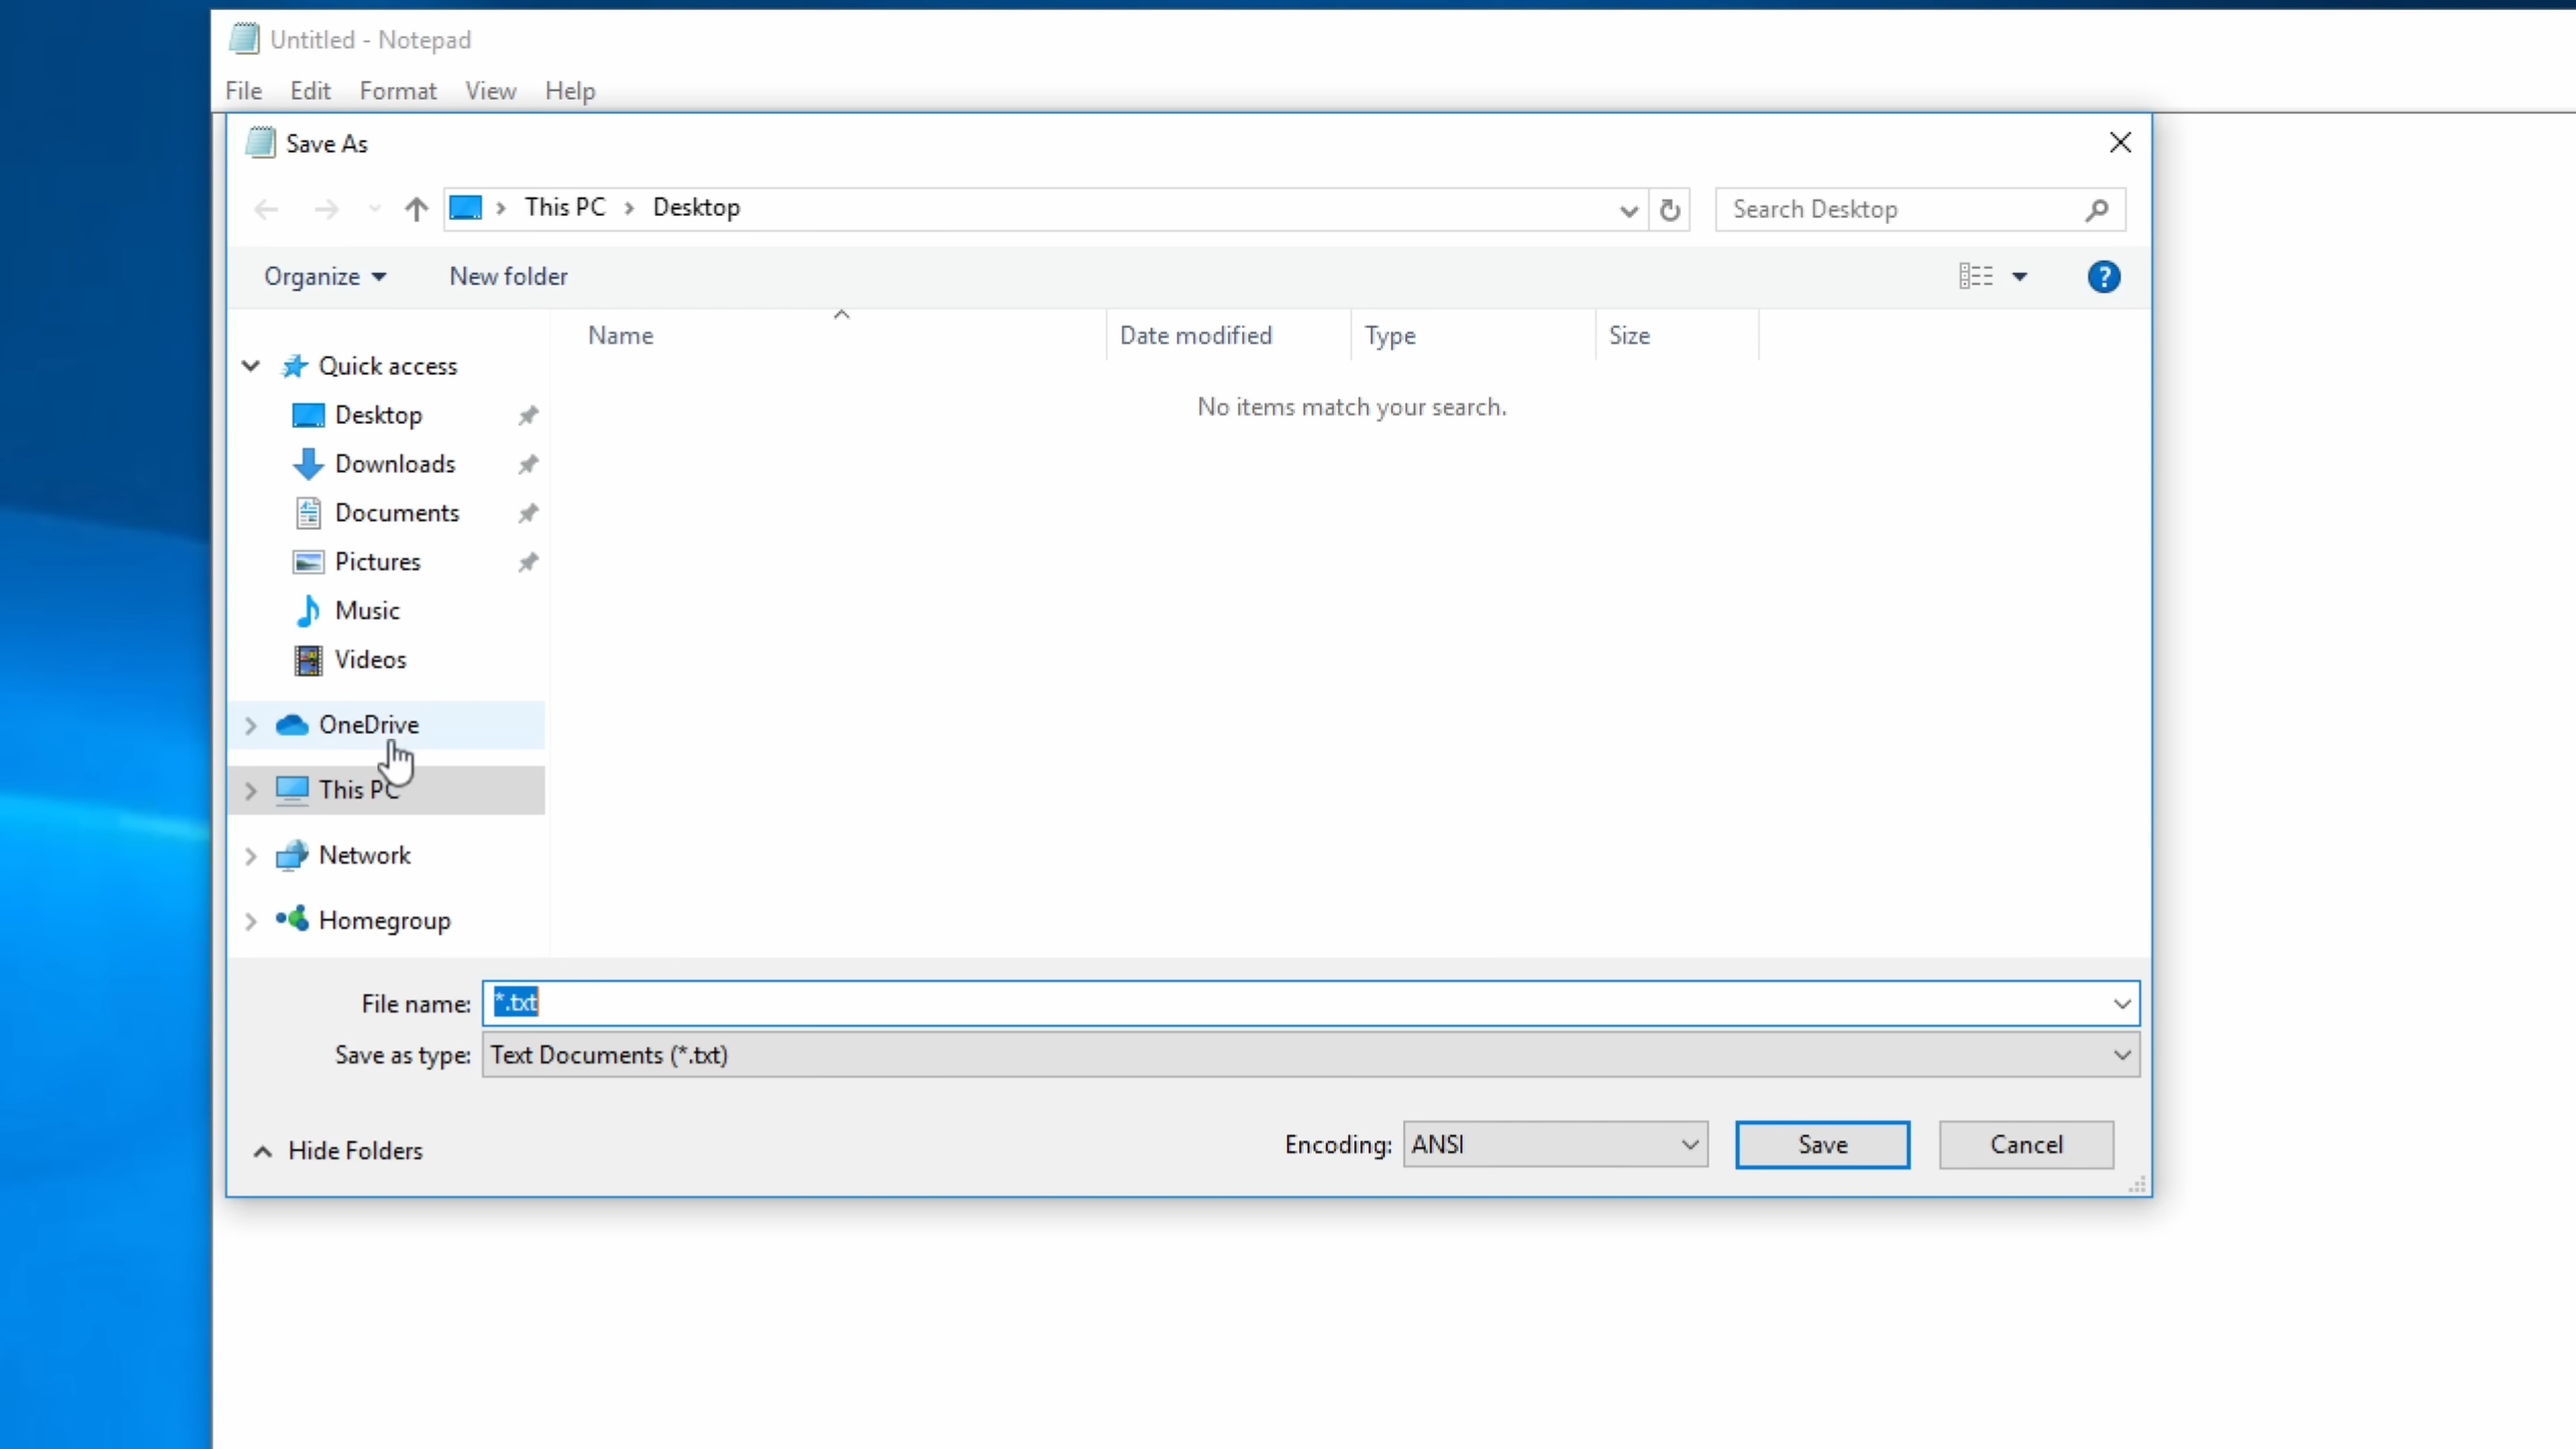 Untitled - Notepad
File Edit Format View Help
Save As
This PC > Desktop
Search Desktop
Organize New folder
?
Name Date modified Type Size
No items match your search.
Quick access
Desktop
Downloads
Documents
Pictures
Music
Videos
OneDrive
This PC
Network
Homegroup
File name: *.txt
Save as type: Text Documents (*.txt)
Hide Folders
Encoding: ANSI Save Cancel